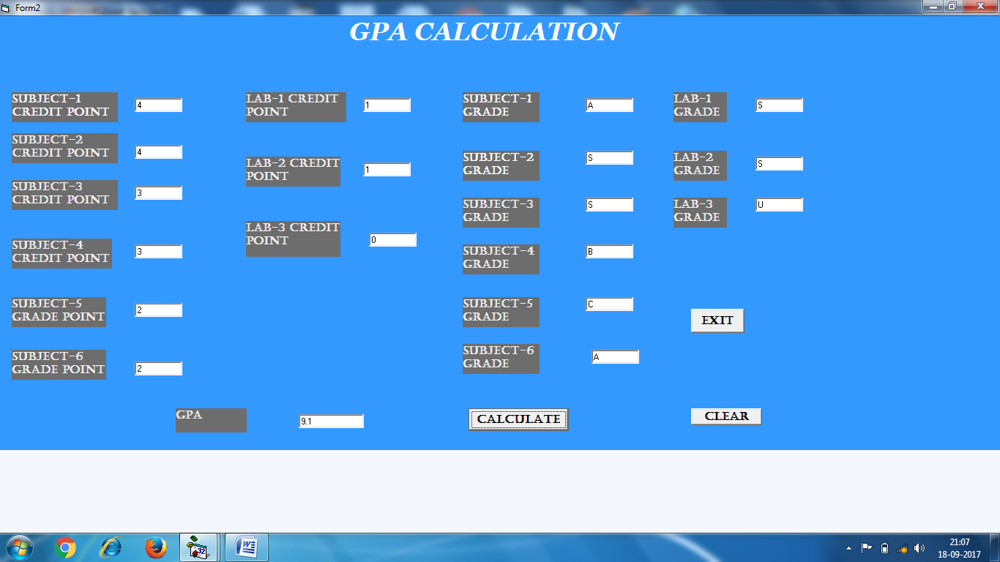 Form2
GPA CALCULATION
SUBJECT-1
CREDIT POINT
4
LAB-1 CREDIT
POINT
1
SUBJECT-1
GRADE
A
LAB-1
GRADE
S
SUBJECT-2
CREDIT POINT
4
LAB-2 CREDIT
POINT
1
SUBJECT-2
GRADE
S
LAB-2
GRADE
S
SUBJECT-3
CREDIT POINT
3
LAB-3 CREDIT
POINT
0
SUBJECT-3
GRADE
S
LAB-3
GRADE
U
SUBJECT-4
CREDIT POINT
3
SUBJECT-4
GRADE
B
SUBJECT-5
GRADE POINT
2
SUBJECT-5
GRADE
C
EXIT
SUBJECT-6
GRADE POINT
2
SUBJECT-6
GRADE
A
GPA
9.1
CALCULATE
CLEAR
32
21:07
18-09-2017